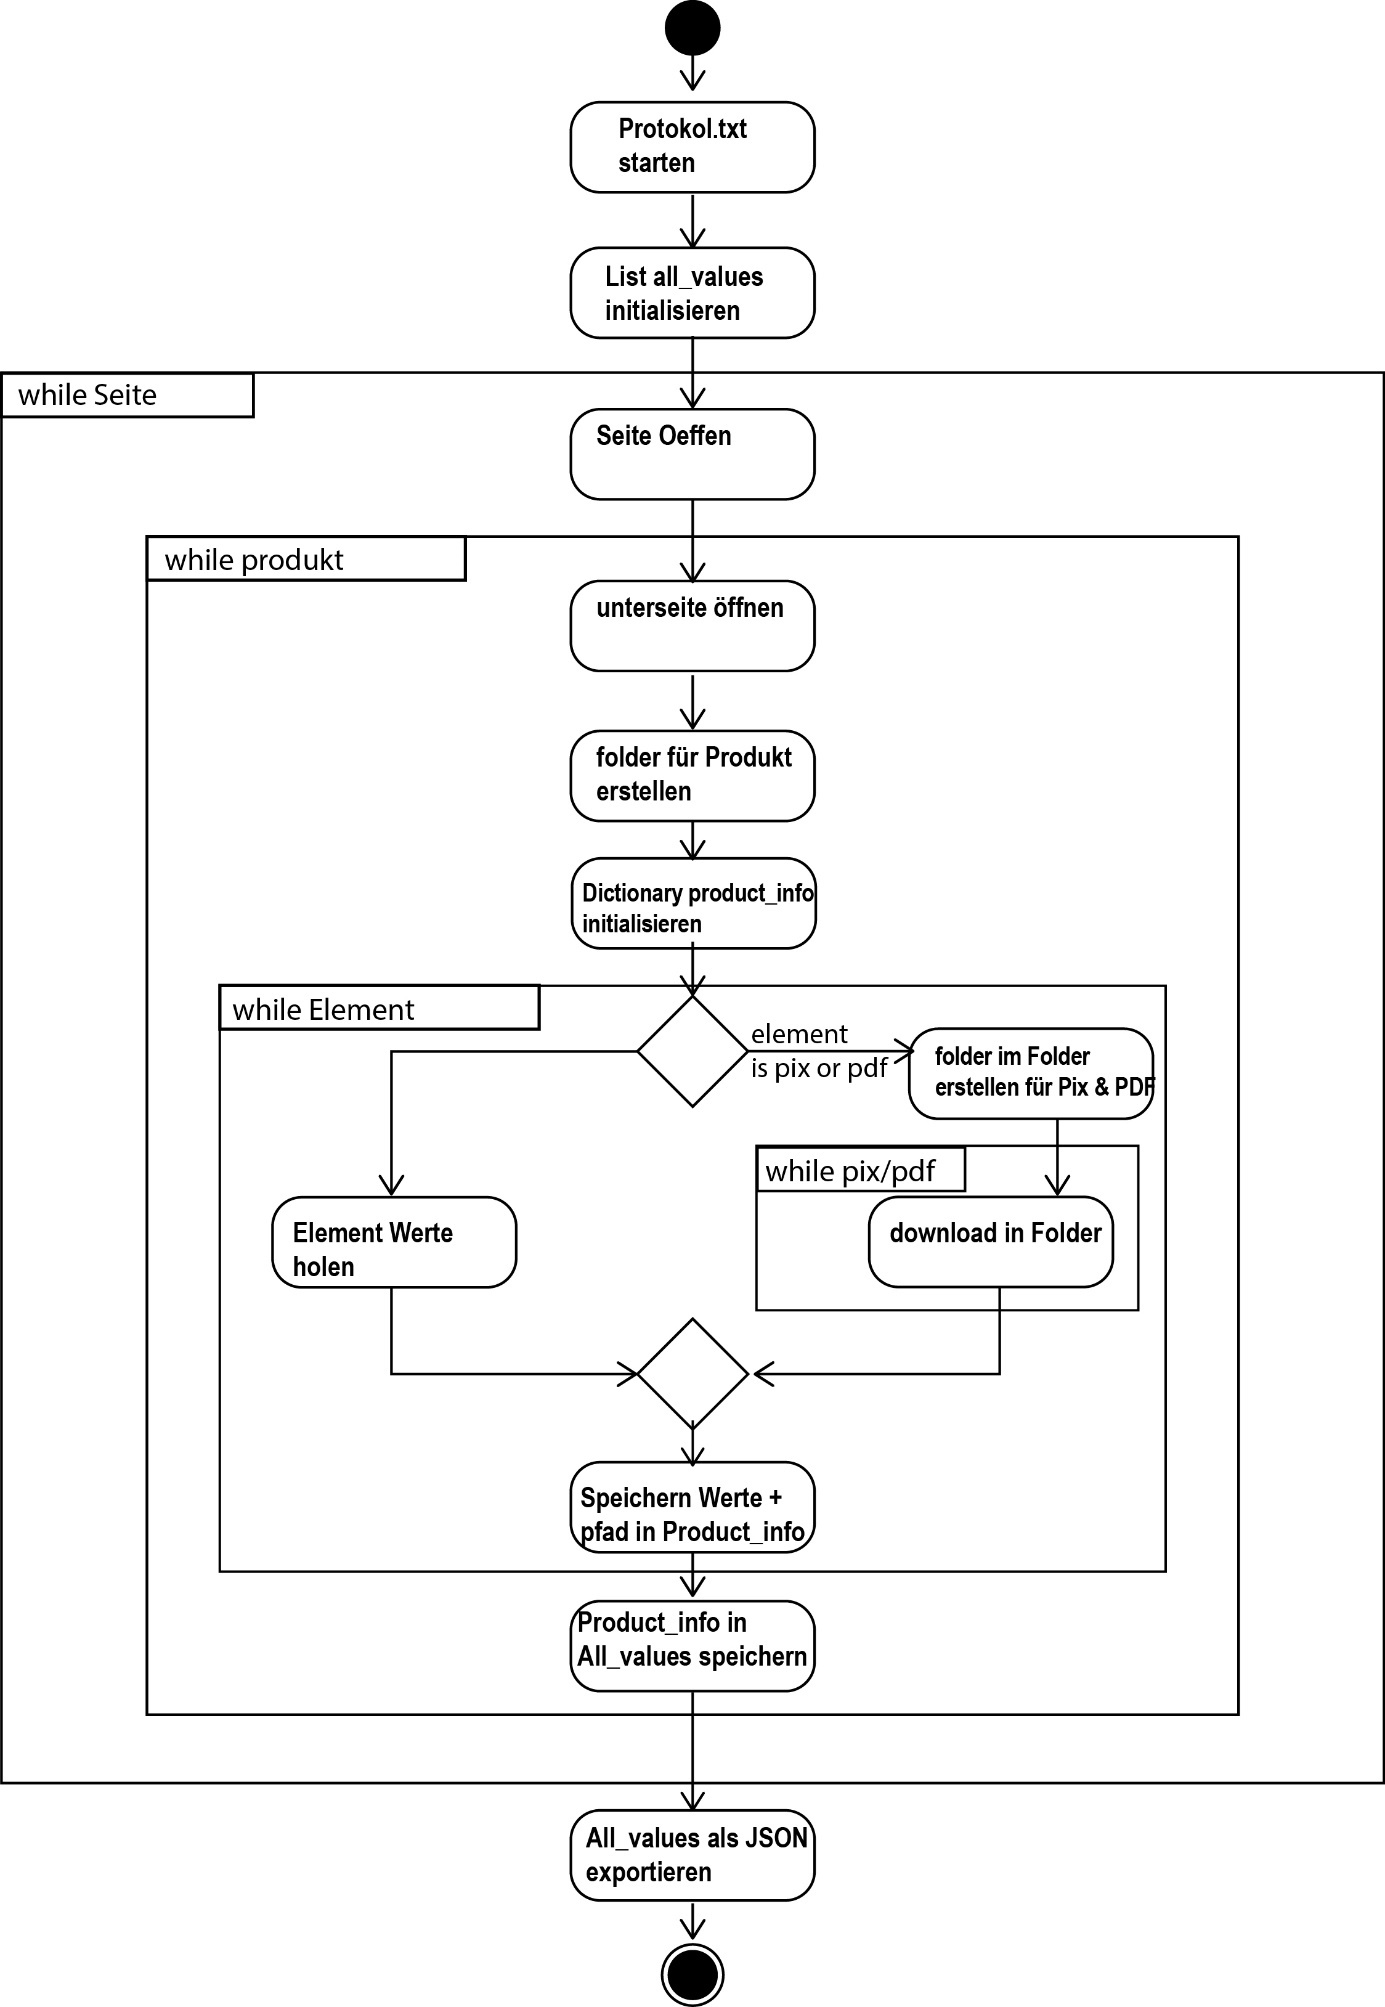 Protokol.txt
starten
List all_values
initialisieren
while Seite
Seite Oeffen
while produkt
unterseite öffnen
folder für Produkt
erstellen
Dictionary product_info
initialisieren
while Element
element
is pix or pdf
folder im Folder
erstellen für Pix & PDF
while pix/pdf
Element Werte
holen
download in Folder
Speichern Werte +
pfad in Product_info
Product_info in
All_values speichern
All_values als JSON
exportieren